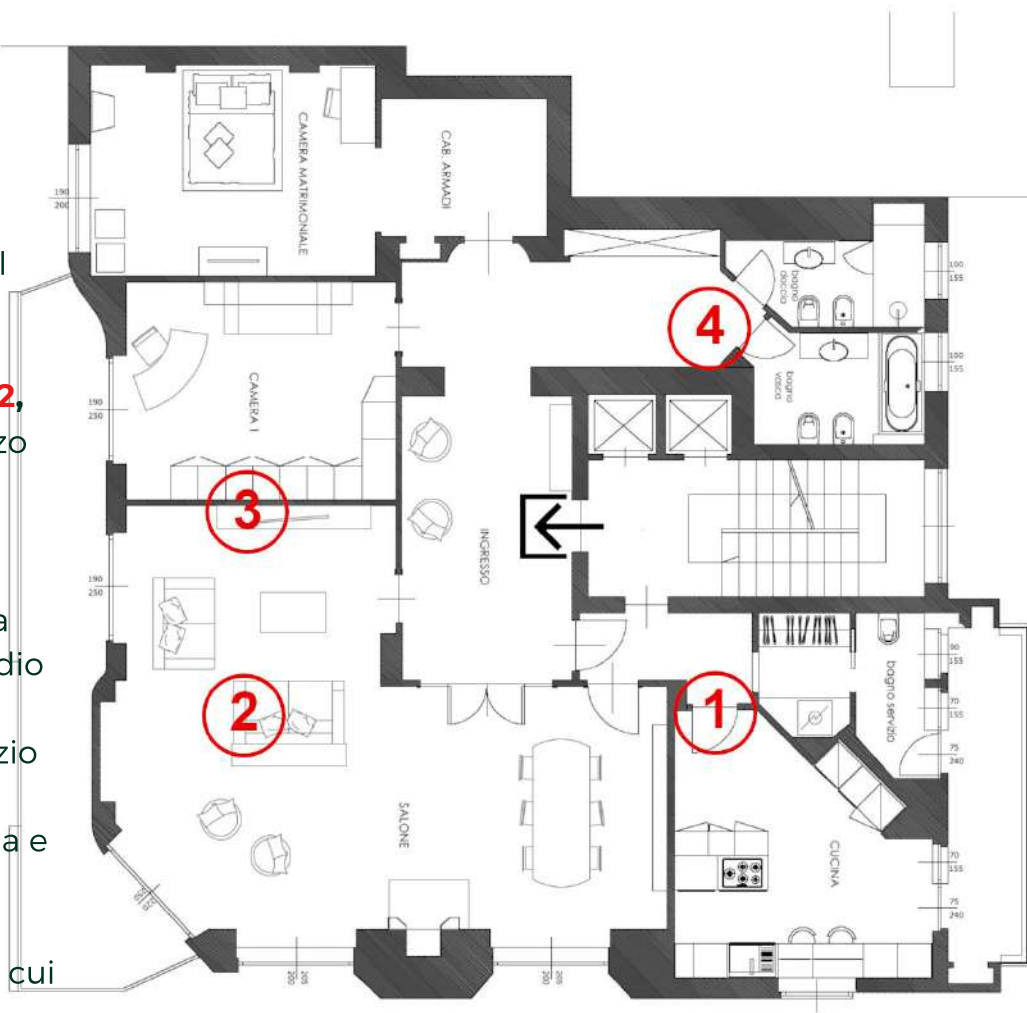 CAMERA MATRIMONIALE
CAB. ARMADI
190
200
l
bagno
doccia
100
155
4
100
155
bagno
vasca
CAMERA 1
2,
190
250
zo
3
INGRESSO
190
250
a
dio
90
155
bagno servizio
2
1
70
155
zio
75
240
SALONE
a e
CUCINA
70
155
75
240
cui
200
205
200
205